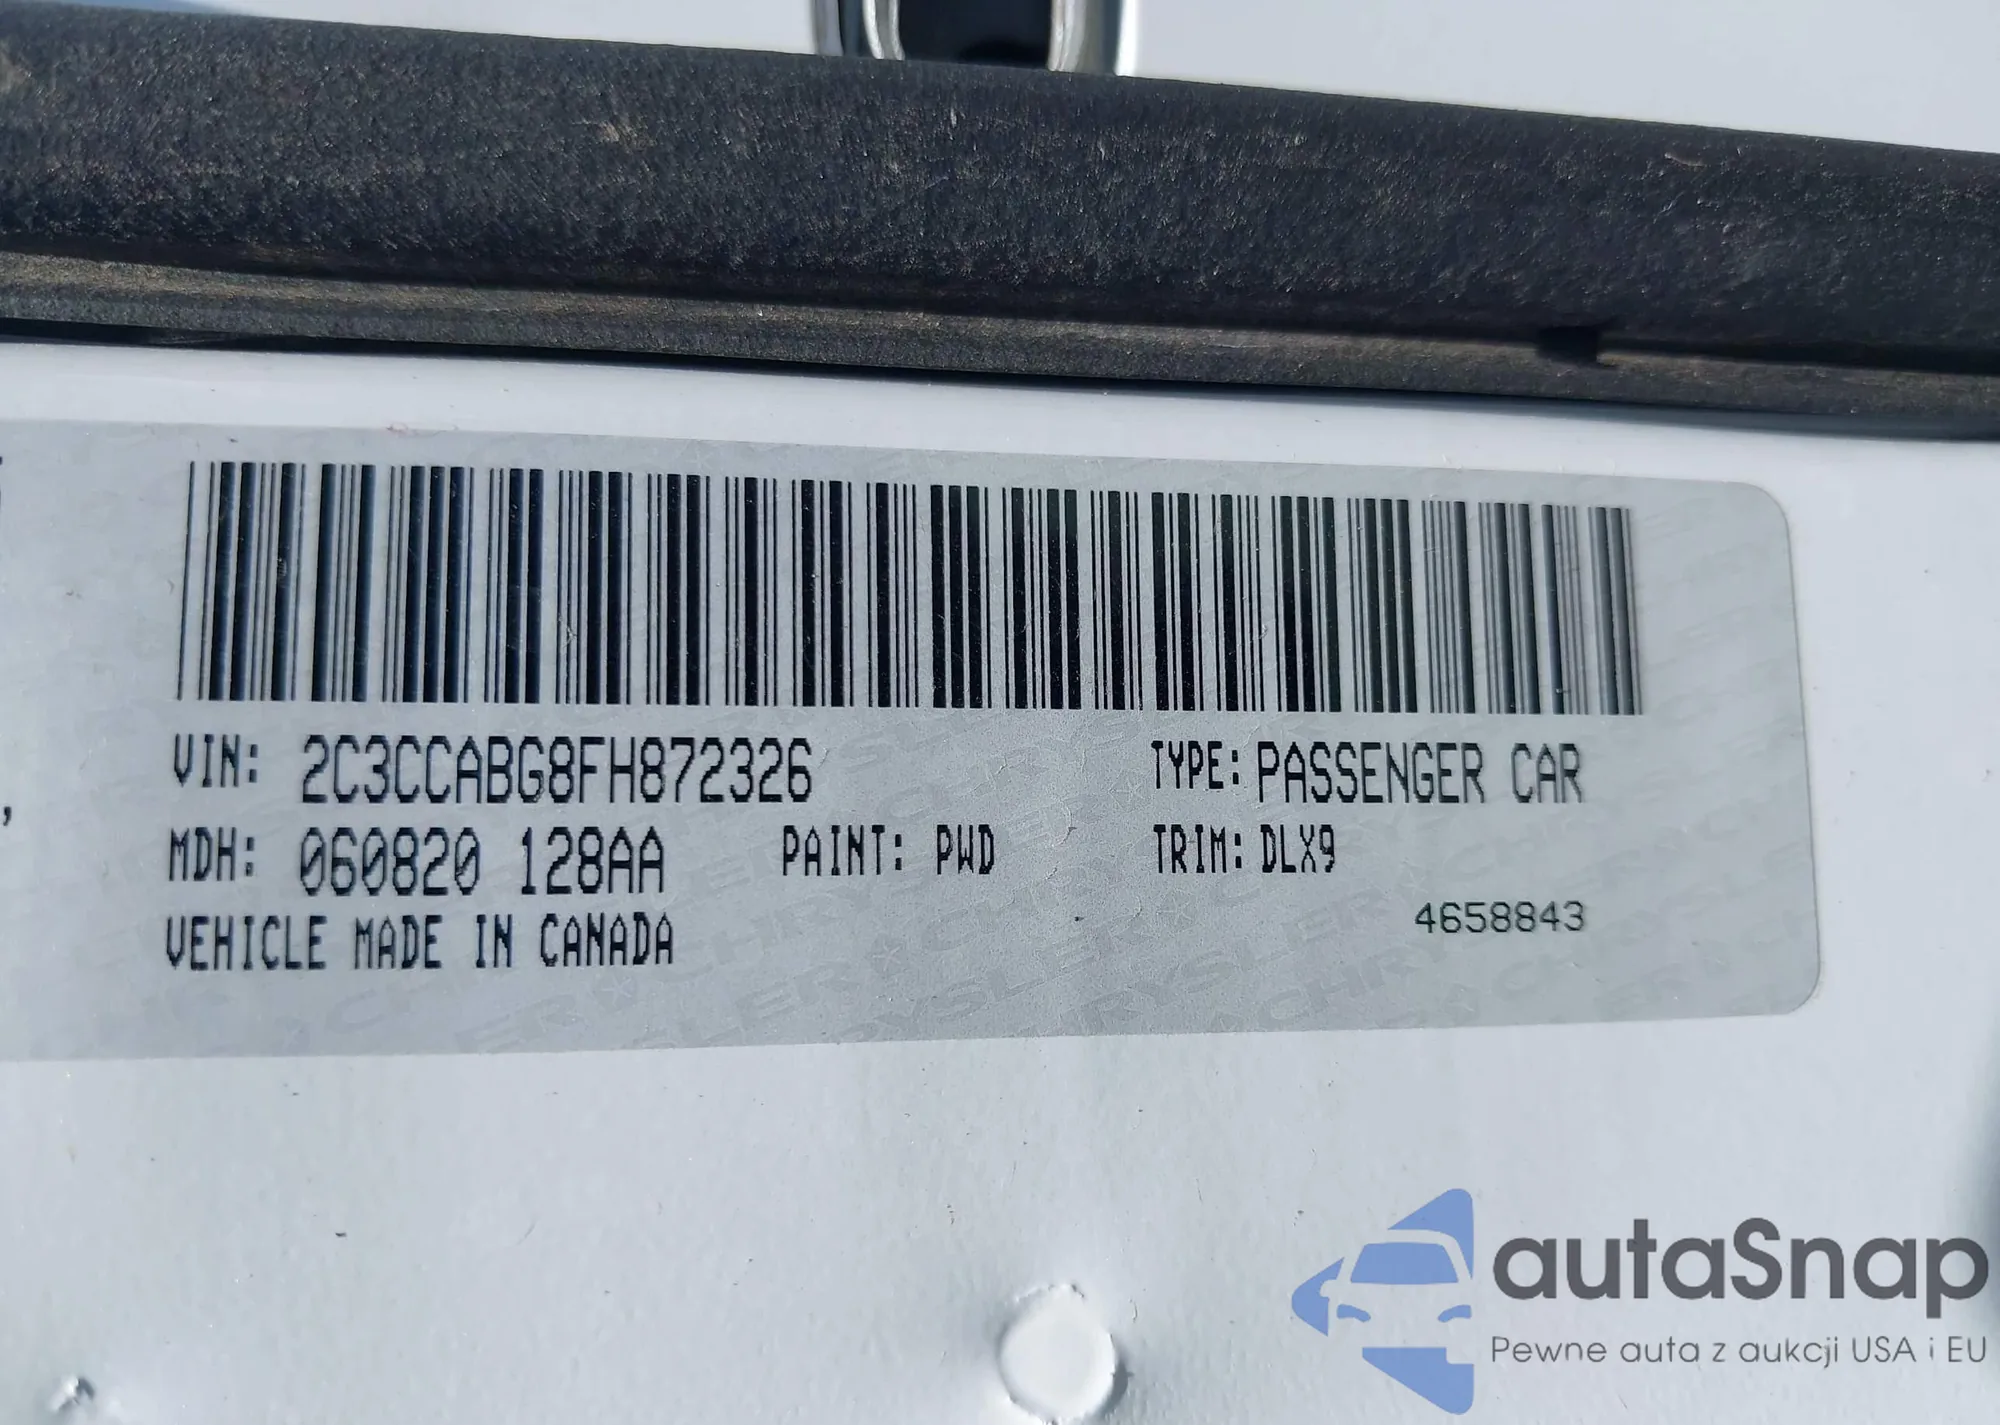 VIN: 2C3CCABG8FH872326 TYPE: PASSENGER CAR
MDH: 060820 128AA PAINT: PWD TRIM: DLX9
VEHICLE MADE IN CANADA 4658843
autaSnap
Pewne auta z aukcji USA i EU